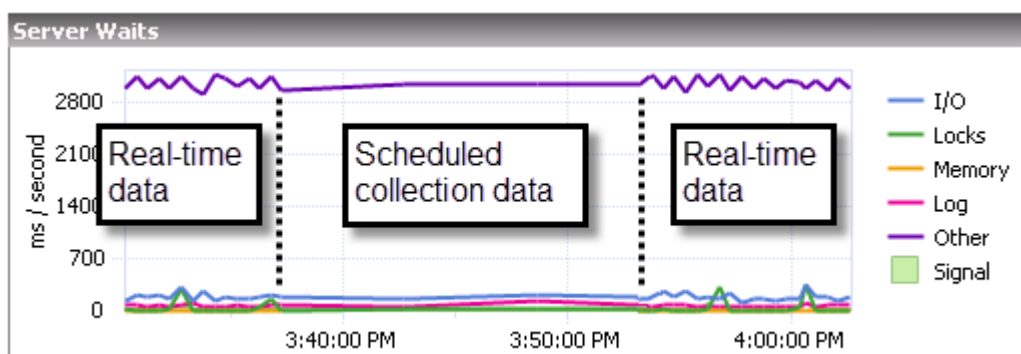 Server Waits
2800
2100
1400
700
0
ms / second
Real-time
data
Scheduled
collection data
Real-time
data
3:40:00 PM
3:50:00 PM
4:00:00 PM
I/O
Locks
Memory
Log
Other
Signal